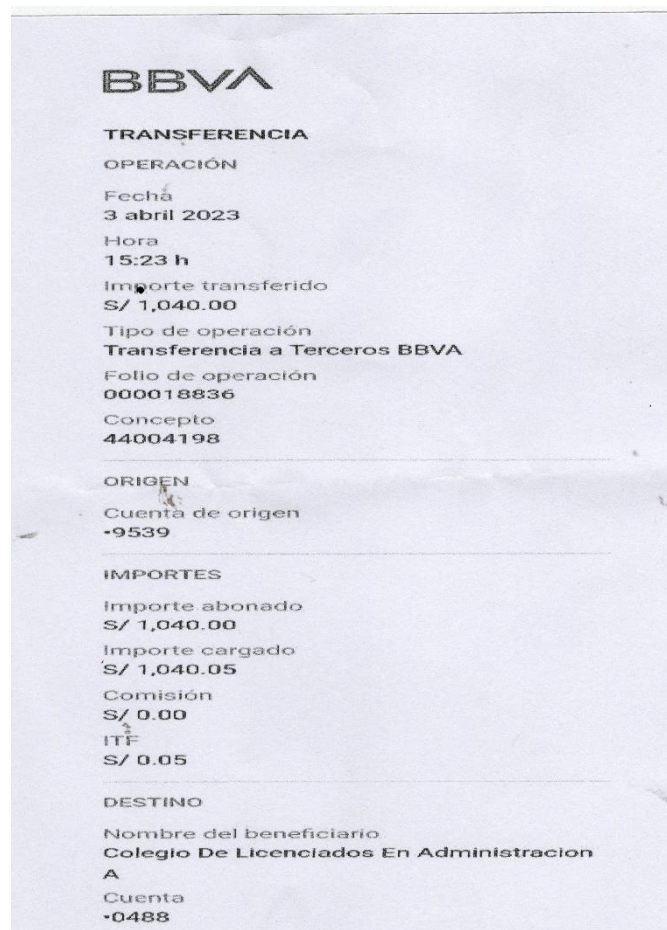 BBVA
TRANSFERENCIA
OPERACIÓN
Fecha
3 abril 2023
Hora
15:23 h
Importe transferido
S/ 1,040.00
Tipo de operación
Transferencia a Terceros BBVA
Folio de operación
000018836
Concepto
44004198
ORIGEN
Cuenta de origen
•9539
IMPORTES
Importe abonado
S/ 1,040.00
Importe cargado
S/ 1,040.05
Comisión
S/ 0.00
ITF
S/ 0.05
DESTINO
Nombre del beneficiario
Colegio De Licenciados En Administracion
A
Cuenta
•0488